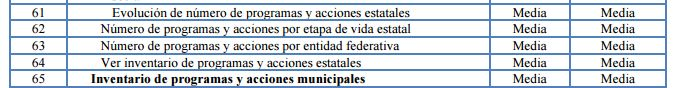 61 Evolución de número de programas y acciones estatales Media Media
62 Número de programas y acciones por etapa de vida estatal Media Media
63 Número de programas y acciones por entidad federativa Media Media
64 Ver inventario de programas y acciones estatales Media Media
65 Inventario de programas y acciones municipales Media Media